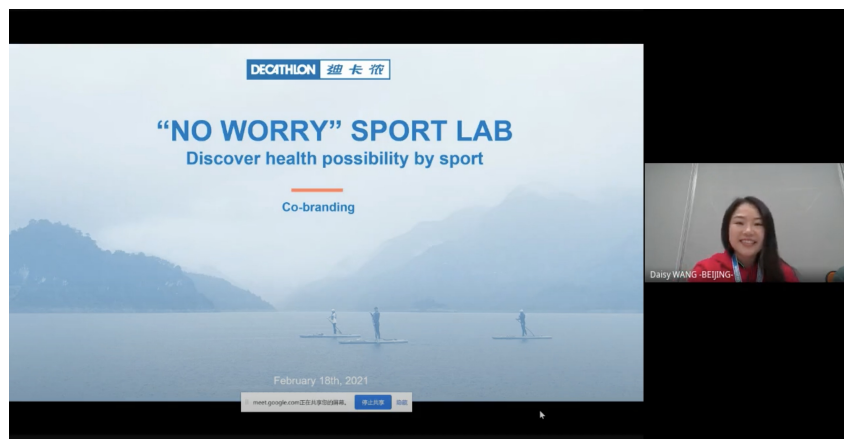 DECATHLON 迪卡侬
“NO WORRY” SPORT LAB
Discover health possibility by sport
Co-branding
February 18th, 2021
meet.google.com正在共享您的屏幕。 停止共享 隐藏
Daisy WANG -BEIJING-